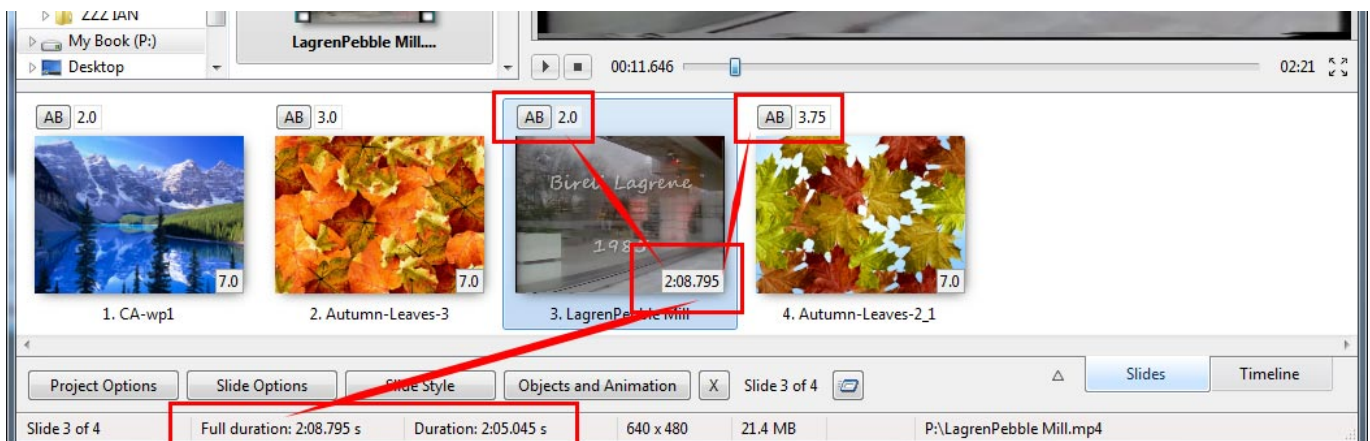 ZZZ IAN
My Book (P:)
Desktop
LagrenPebble Mill....
00:11.646
02:21
AB 2.0
AB 3.0
AB 2.0
AB 3.75
Bireli Lagrene
1983
7.0
7.0
2:08.795
7.0
1. CA-wp1
2. Autumn-Leaves-3
3. LagrenPebble Mill
4. Autumn-Leaves-2_1
Project Options
Slide Options
Slide Style
Objects and Animation
X
Slide 3 of 4
Slides
Timeline
Slide 3 of 4
Full duration: 2:08.795 s
Duration: 2:05.045 s
640 x 480
21.4 MB
P:\LagrenPebble Mill.mp4